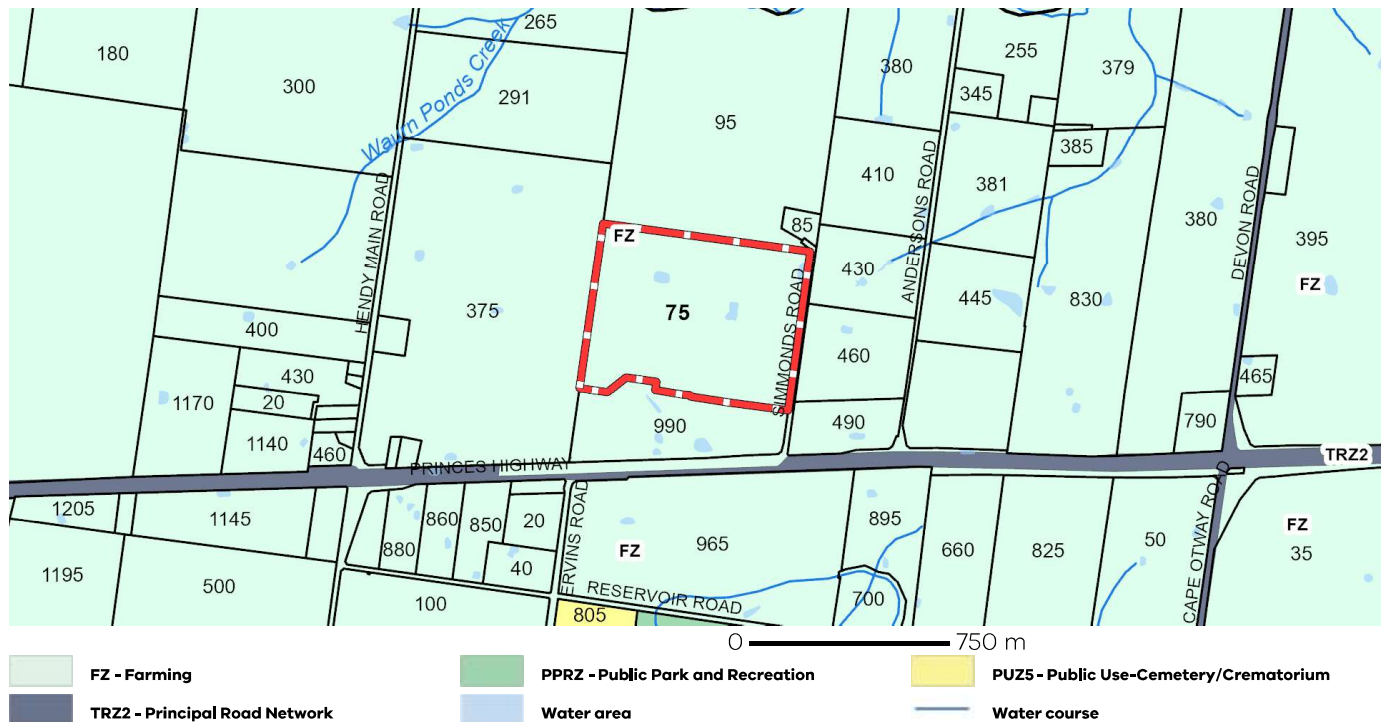 265
180
300
291
Waurn Ponds Creek
95
380
255
345
379
385
410
381
380
HENDY MAIN ROAD
ANDERSONS ROAD
DEVON ROAD
85
FZ
395
FZ
430
445
830
375
75
SIMMONDS ROAD
400
460
430
20
1170
1140
460
465
790
990
490
PRINCES HIGHWAY
TRZ2
1205
1145
860
850
20
880
40
ERVINS ROAD
FZ
965
895
660
825
50
CAPE OTWAY ROAD
FZ
35
1195
500
100
RESERVOIR ROAD
805
700
0 750 m
FZ - Farming
PPRZ - Public Park and Recreation
PUZ5 - Public Use-Cemetery/Crematorium
TRZ2 - Principal Road Network
Water area
Water course